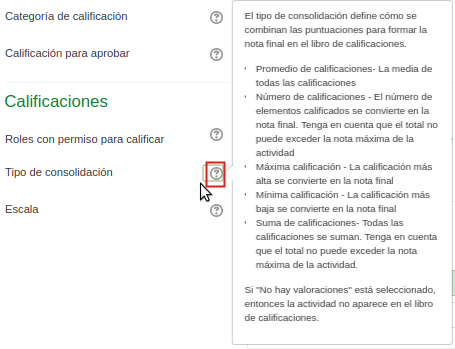 Categoría de calificación
Calificación para aprobar
Calificaciones
Roles con permiso para calificar
Tipo de consolidación
Escala
El tipo de consolidación define cómo se
combinan las puntuaciones para formar la
nota final en el libro de calificaciones.
• Promedio de calificaciones- La media de
todas las calificaciones
• Número de calificaciones - El número de
elementos calificados se convierte en la
nota final. Tenga en cuenta que el total no
puede exceder la nota máxima de la
actividad
• Máxima calificación - La calificación más
alta se convierte en la nota final
• Mínima calificación - La calificación más
baja se convierte en la nota final
• Suma de calificaciones- Todas las
calificaciones se suman. Tenga en cuenta
que el total no puede exceder la nota
máxima de la actividad.
Si "No hay valoraciones" está seleccionado,
entonces la actividad no aparece en el libro
de calificaciones.